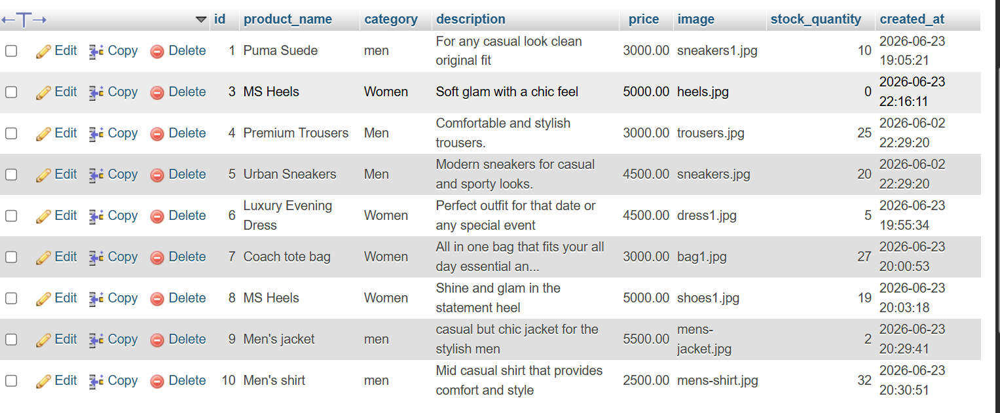 id product_name category description price image stock_quantity created_at
Edit Copy Delete 1 Puma Suede men For any casual look clean original fit 3000.00 sneakers1.jpg 10 2026-06-23 19:05:21
Edit Copy Delete 3 MS Heels Women Soft glam with a chic feel 5000.00 heels.jpg 0 2026-06-23 22:16:11
Edit Copy Delete 4 Premium Trousers Men Comfortable and stylish trousers. 3000.00 trousers.jpg 25 2026-06-02 22:29:20
Edit Copy Delete 5 Urban Sneakers Men Modern sneakers for casual and sporty looks. 4500.00 sneakers.jpg 20 2026-06-02 22:29:20
Edit Copy Delete 6 Luxury Evening Dress Women Perfect outfit for that date or any special event 4500.00 dress1.jpg 5 2026-06-23 19:55:34
Edit Copy Delete 7 Coach tote bag Women All in one bag that fits your all day essential an... 3000.00 bag1.jpg 27 2026-06-23 20:00:53
Edit Copy Delete 8 MS Heels Women Shine and glam in the statement heel 5000.00 shoes1.jpg 19 2026-06-23 20:03:18
Edit Copy Delete 9 Men's jacket men casual but chic jacket for the stylish men 5500.00 mens-jacket.jpg 2 2026-06-23 20:29:41
Edit Copy Delete 10 Men's shirt men Mid casual shirt that provides comfort and style 2500.00 mens-shirt.jpg 32 2026-06-23 20:30:51